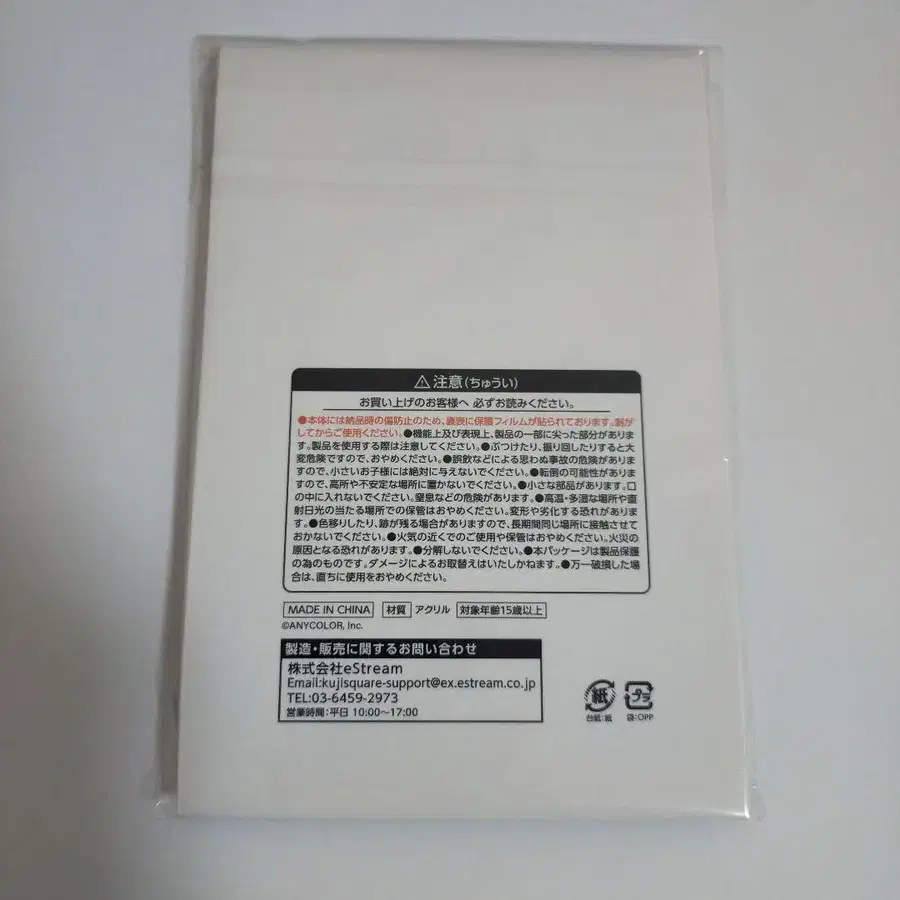 ⚠注意(ちゅうい)
お買い上げのお客様へ 必ずお読みください。
●本体には納品時の傷防止のため、裏表に保護フィルムが貼られております。剝が
してからご使用ください。●機能上及び表現上、製品の一部に尖った部分がありま
す。製品を使用する際は注意してください。●ぶつけたり、振り回したりすると大
変危険ですので、おやめください。●誤飲などによる思わぬ事故の危険がありま
すので、小さいお子様には絶対に与えないでください。●転倒の可能性がありま
すので、高所や不安定な場所に置かないでください。●小さな部品があります。口
の中に入れないでください。窒息などの危険があります。●高温・多湿な場所や直
射日光の当たる場所での保管はおやめください。変形や劣化する恐れがありま
す。●色移りしたり、跡が残る場合がありますので、長期間同じ場所に接触させて
おかないでください。●火気の近くでのご使用や保管はおやめください。火災の
原因となる恐れがあります。●分解しないでください。●本パッケージは製品保護
の為のものです。ダメージによるお取替えはいたしかねます。●万一破損した場
合は、直ちに使用をおやめください。
MADE IN CHINA 材質 アクリル 対象年齢15歳以上
©ANYCOLOR, Inc.
製造・販売に関するお問い合わせ
株式会社eStream
Email:kujisquare-support@ex.estream.co.jp
TEL:03-6459-2973
営業時間:平日 10:00〜17:00
紙 プラ
台紙:紙 袋:OPP